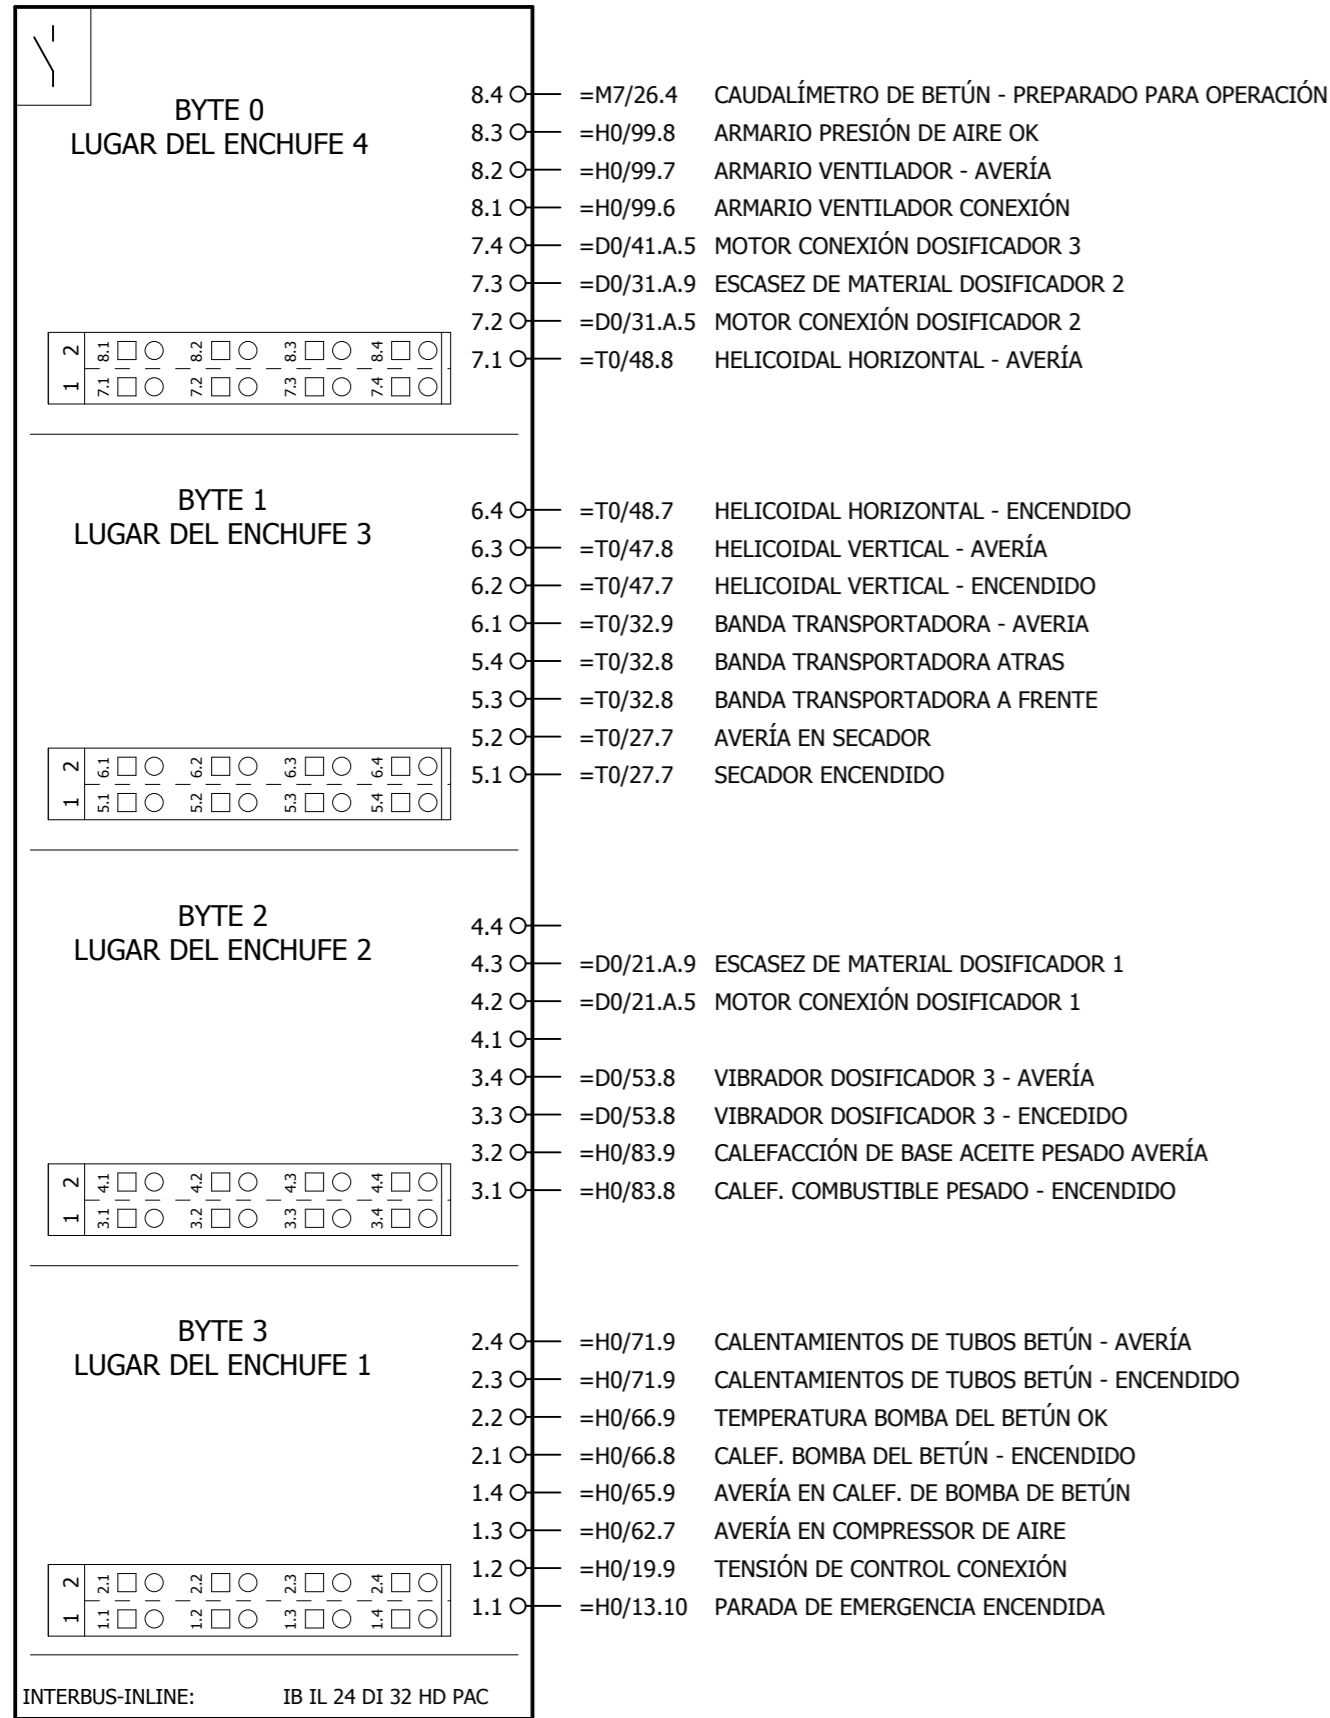 BYTE 0
LUGAR DEL ENCHUFE 4
8.4 =M7/26.4 CAUDALÍMETRO DE BETÚN - PREPARADO PARA OPERACIÓN
8.3 =H0/99.8 ARMARIO PRESIÓN DE AIRE OK
8.2 =H0/99.7 ARMARIO VENTILADOR - AVERÍA
8.1 =H0/99.6 ARMARIO VENTILADOR CONEXIÓN
7.4 =D0/41.A.5 MOTOR CONEXIÓN DOSIFICADOR 3
7.3 =D0/31.A.9 ESCASEZ DE MATERIAL DOSIFICADOR 2
7.2 =D0/31.A.5 MOTOR CONEXIÓN DOSIFICADOR 2
7.1 =T0/48.8 HELICOIDAL HORIZONTAL - AVERÍA
2 8.1 8.2 8.3 8.4
1 7.1 7.2 7.3 7.4
BYTE 1
LUGAR DEL ENCHUFE 3
6.4 =T0/48.7 HELICOIDAL HORIZONTAL - ENCENDIDO
6.3 =T0/47.8 HELICOIDAL VERTICAL - AVERÍA
6.2 =T0/47.7 HELICOIDAL VERTICAL - ENCENDIDO
6.1 =T0/32.9 BANDA TRANSPORTADORA - AVERIA
5.4 =T0/32.8 BANDA TRANSPORTADORA ATRAS
5.3 =T0/32.8 BANDA TRANSPORTADORA A FRENTE
5.2 =T0/27.7 AVERÍA EN SECADOR
5.1 =T0/27.7 SECADOR ENCENDIDO
2 6.1 6.2 6.3 6.4
1 5.1 5.2 5.3 5.4
BYTE 2
LUGAR DEL ENCHUFE 2
4.4
4.3 =D0/21.A.9 ESCASEZ DE MATERIAL DOSIFICADOR 1
4.2 =D0/21.A.5 MOTOR CONEXIÓN DOSIFICADOR 1
4.1
3.4 =D0/53.8 VIBRADOR DOSIFICADOR 3 - AVERÍA
3.3 =D0/53.8 VIBRADOR DOSIFICADOR 3 - ENCEDIDO
3.2 =H0/83.9 CALEFACCIÓN DE BASE ACEITE PESADO AVERÍA
3.1 =H0/83.8 CALEF. COMBUSTIBLE PESADO - ENCENDIDO
2 4.1 4.2 4.3 4.4
1 3.1 3.2 3.3 3.4
BYTE 3
LUGAR DEL ENCHUFE 1
2.4 =H0/71.9 CALENTAMIENTOS DE TUBOS BETÚN - AVERÍA
2.3 =H0/71.9 CALENTAMIENTOS DE TUBOS BETÚN - ENCENDIDO
2.2 =H0/66.9 TEMPERATURA BOMBA DEL BETÚN OK
2.1 =H0/66.8 CALEF. BOMBA DEL BETÚN - ENCENDIDO
1.4 =H0/65.9 AVERÍA EN CALEF. DE BOMBA DE BETÚN
1.3 =H0/62.7 AVERÍA EN COMPRESSOR DE AIRE
1.2 =H0/19.9 TENSIÓN DE CONTROL CONEXIÓN
1.1 =H0/13.10 PARADA DE EMERGENCIA ENCENDIDA
2 2.1 2.2 2.3 2.4
1 1.1 1.2 1.3 1.4
INTERBUS-INLINE: IB IL 24 DI 32 HD PAC